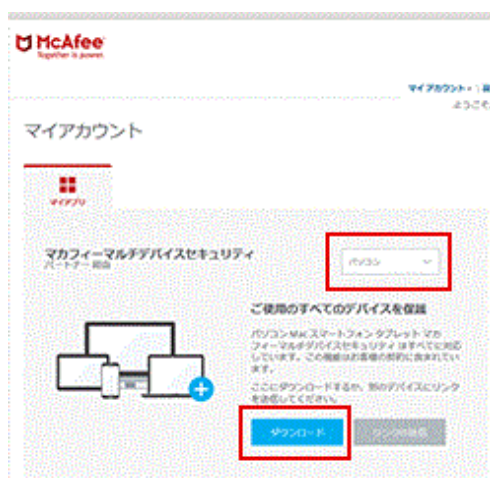 McAfee
Together is power.
マイアカウント
ようこそ
マイアカウント
マイアプリ
マカフィーマルチデバイスセキュリティ
パソコン
ご使用のすべてのデバイスを保護
パソコン Mac スマートフォン タブレット マカ
フィーマルチデバイスセキュリティ はすべてに対応
しています。この機能はお客様の契約に含まれてい
ます。
ここにダウンロードするか、別のデバイスにリンク
を送信してください。
ダウンロード
リンクの送信